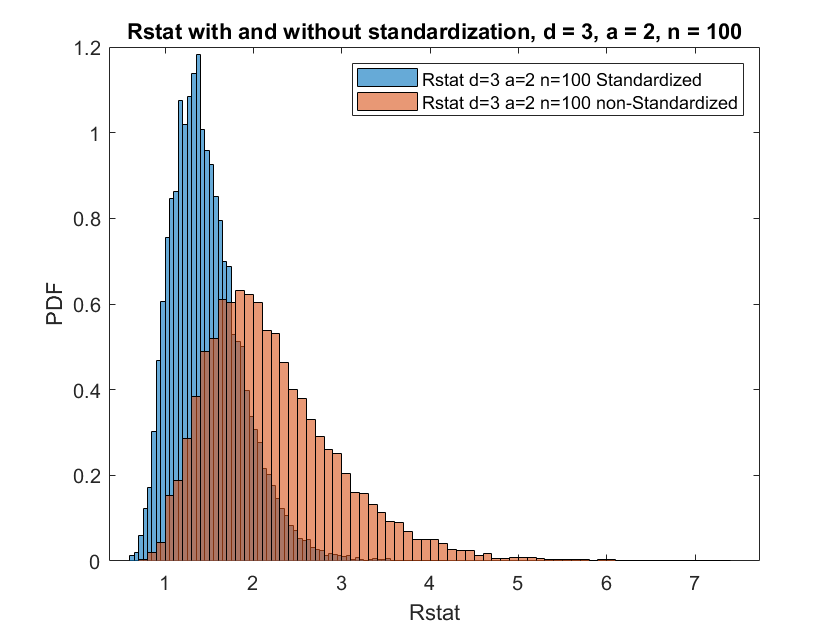 Rstat with and without standardization, d = 3, a = 2, n = 100
Rstat d=3 a=2 n=100 Standardized
Rstat d=3 a=2 n=100 non-Standardized
PDF
1.2
1
0.8
0.6
0.4
0.2
0
1 2 3 4 5 6 7
Rstat